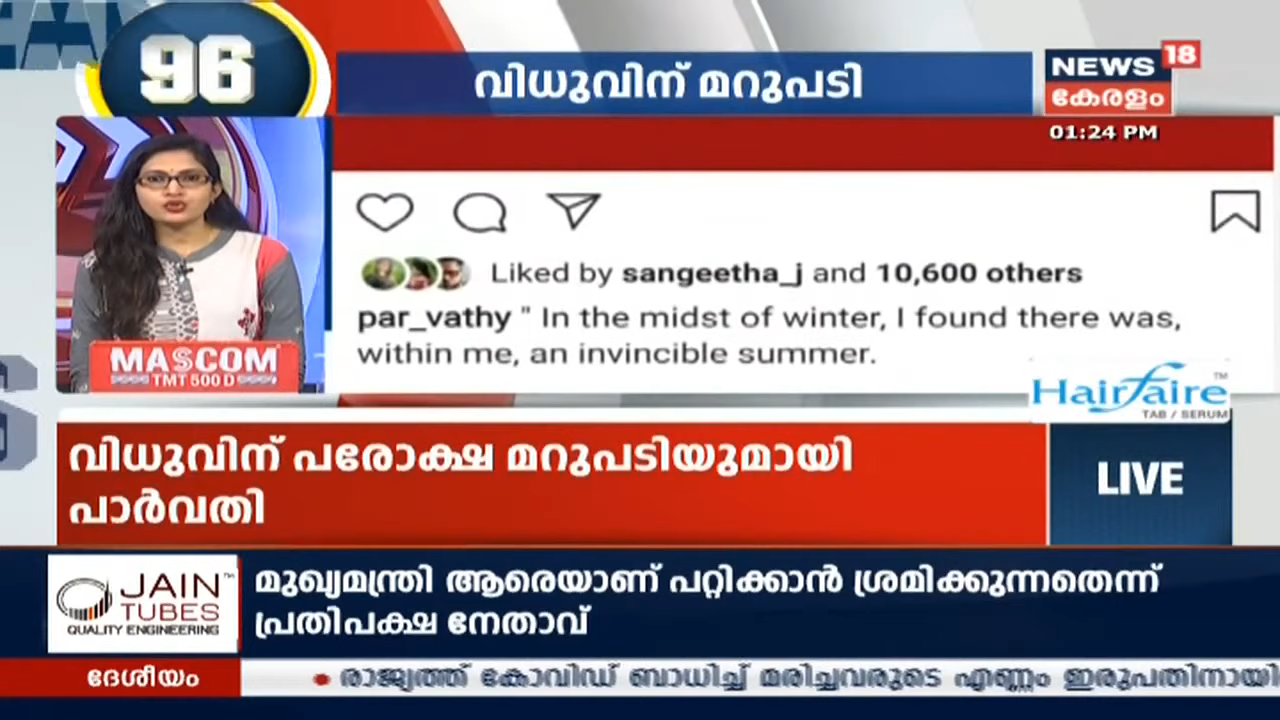 96
വിധുവിന് മറുപടി
NEWS 18
കേരളം
01:24 PM
Liked by sangeetha_j and 10,600 others
par_vathy " In the midst of winter, I found there was,
within me, an invincible summer.
MASCOM
TMT 500 D
Hairfaire ™
TAB / SERUM
വിധുവിന് പരോക്ഷ മറുപടിയുമായി
പാർവതി
LIVE
JAIN ™
TUBES
QUALITY ENGINEERING
മുഖ്യമന്ത്രി ആരെയാണ് പറ്റിക്കാൻ ശ്രമിക്കുന്നതെന്ന്
പ്രതിപക്ഷ നേതാവ്
ദേശീയം
• രാജ്യത്ത് കോവിഡ് ബാധിച്ച് മരിച്ചവരുടെ എണ്ണം ഇരുപതിനായി